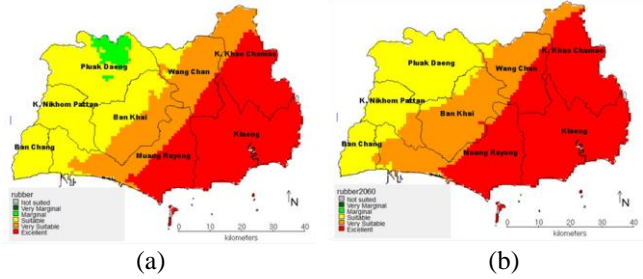 Pluak Daeng
Wang Chan
K. Khao Chamao
K. Nikhom Pattan
Ban Khai
Klaeng
Ban Chang
Muang Rayong
rubber
Not suited
Very Marginal
Marginal
Suitable
Very Suitable
Excellent
N
0 10 20 30 40
kilometers
(a)
Pluak Daeng
Wang Chan
K. Khao Chamao
K. Nikhom Pattan
Ban Khai
Klaeng
Ban Chang
Muang Rayong
rubber2060
Not suited
Very Marginal
Marginal
Suitable
Very Suitable
Excellent
N
0 10 20 30 40
kilometers
(b)